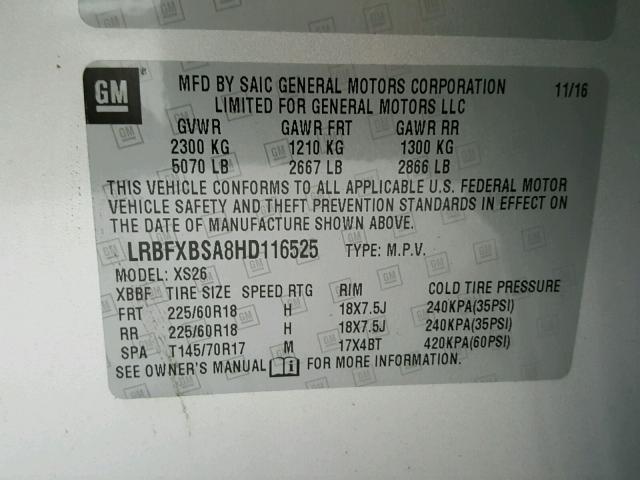 GM
MFD BY SAIC GENERAL MOTORS CORPORATION 11/16
LIMITED FOR GENERAL MOTORS LLC
GVWR GAWR FRT GAWR RR
2300 KG 1210 KG 1300 KG
5070 LB 2667 LB 2866 LB
THIS VEHICLE CONFORMS TO ALL APPLICABLE U.S. FEDERAL MOTOR
VEHICLE SAFETY AND THEFT PREVENTION STANDARDS IN EFFECT ON
THE DATE OF MANUFACTURE SHOWN ABOVE.
LRBFXBSA8HD116525 TYPE: M.P.V.
MODEL: XS26
XBBF TIRE SIZE SPEED RTG RIM COLD TIRE PRESSURE
FRT 225/60R18 H 18X7.5J 240KPA(35PSI)
RR 225/60R18 H 18X7.5J 240KPA(35PSI)
SPA T145/70R17 M 17X4BT 420KPA(60PSI)
SEE OWNER'S MANUAL FOR MORE INFORMATION.